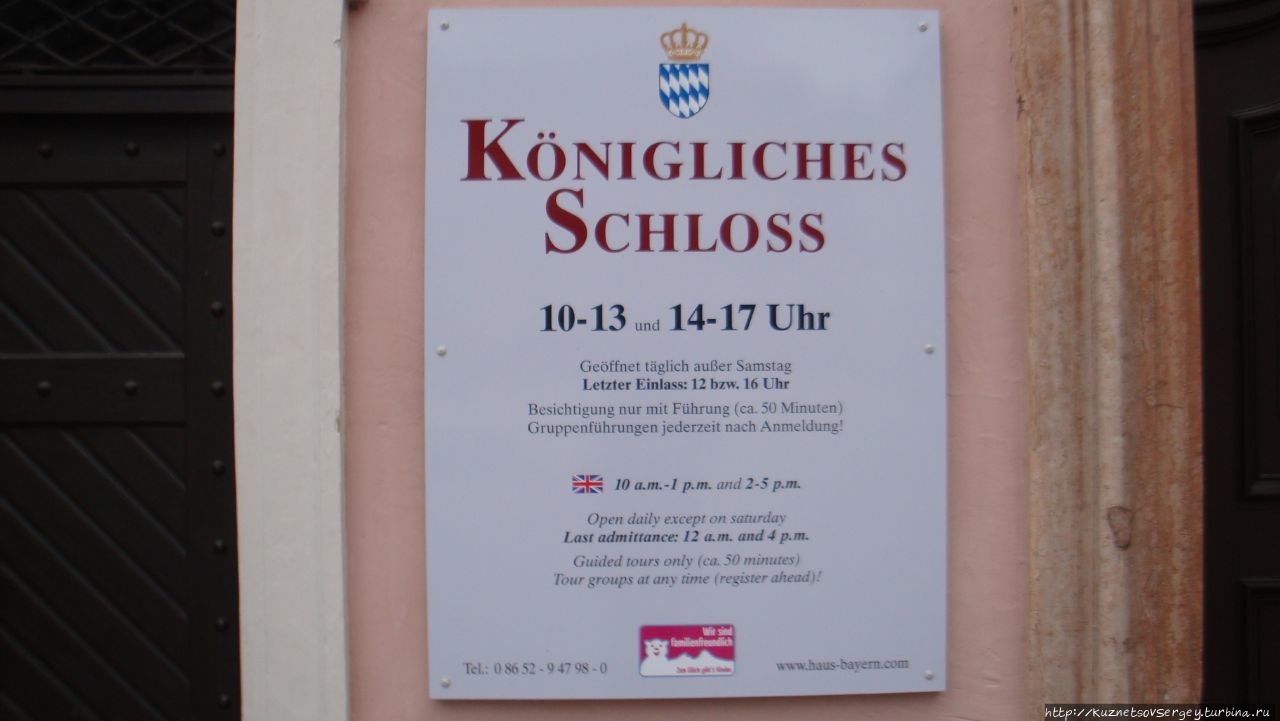 KÖNIGLICHES
SCHLOSS
10-13 und 14-17 Uhr
Geöffnet täglich außer Samstag
Letzter Einlass: 12 bzw. 16 Uhr
Besichtigung nur mit Führung (ca. 50 Minuten)
Gruppenführungen jederzeit nach Anmeldung!
10 a.m.-1 p.m. and 2-5 p.m.
Open daily except on saturday
Last admittance: 12 a.m. and 4 p.m.
Guided tours only (ca. 50 minutes)
Tour groups at any time (register ahead)!
Wir sind
familienfreundlich
Zum Glück gibt's Kinder.
Tel.: 0 86 52 - 9 47 98 - 0
www.haus-bayern.com
http://kuznetsovsergey.turbina.ru